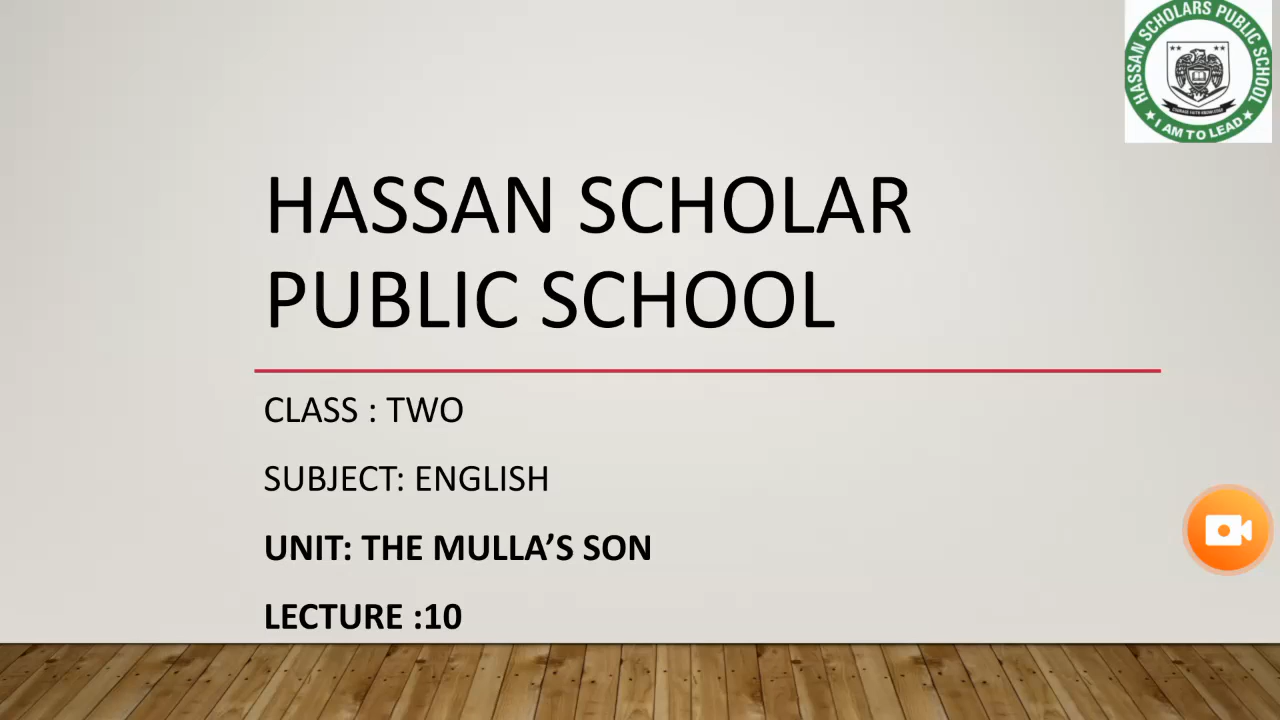 HASSAN SCHOLARS PUBLIC SCHOOL
I AM TO LEAD
HASSAN SCHOLAR
PUBLIC SCHOOL
CLASS : TWO
SUBJECT: ENGLISH
UNIT: THE MULLA’S SON
LECTURE :10